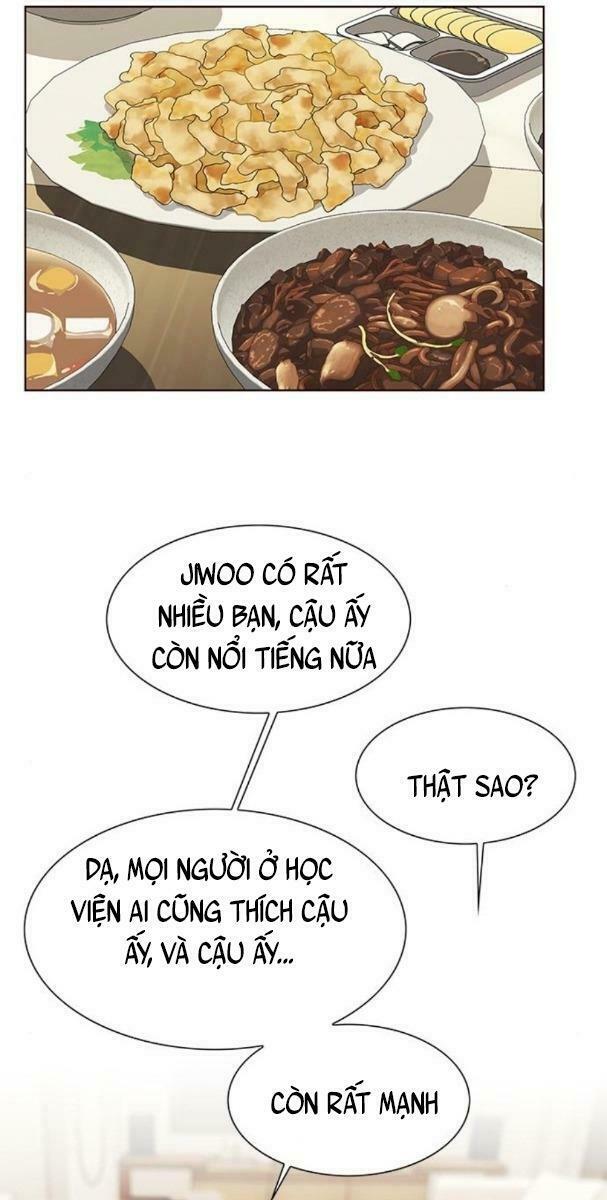 JIWOO CÓ RẤT
NHIỀU BẠN, CẬU ẤY
CÒN NỔI TIẾNG NỮA
THẬT SAO?
DẠ, MỌI NGƯỜI Ở HỌC
VIỆN AI CŨNG THÍCH CẬU
ẤY, VÀ CẬU ẤY...
CÒN RẤT MẠNH